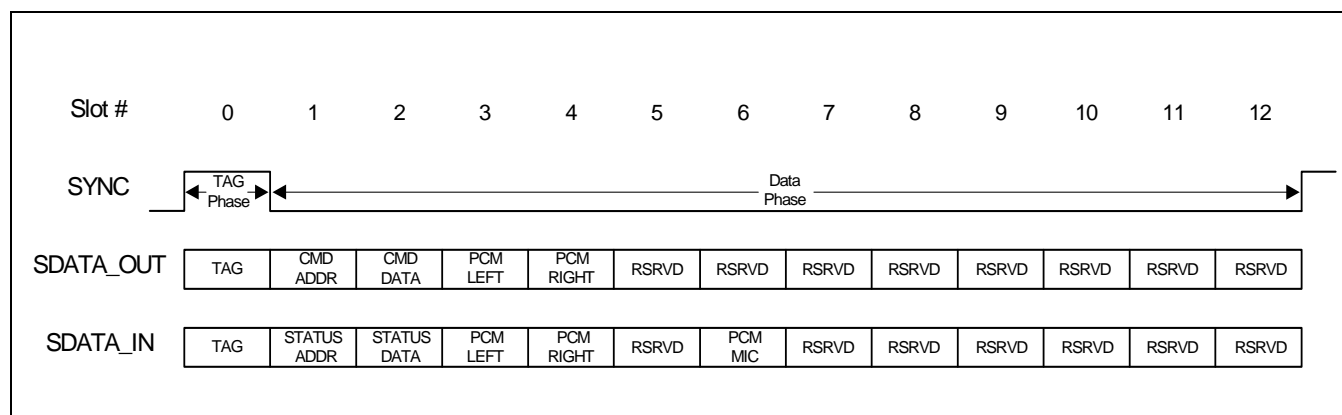 Slot # 0 1 2 3 4 5 6 7 8 9 10 11 12
SYNC TAG Phase Data Phase
SDATA_OUT TAG CMD ADDR CMD DATA PCM LEFT PCM RIGHT RSRVD RSRVD RSRVD RSRVD RSRVD RSRVD RSRVD RSRVD
SDATA_IN TAG STATUS ADDR STATUS DATA PCM LEFT PCM RIGHT RSRVD PCM MIC RSRVD RSRVD RSRVD RSRVD RSRVD RSRVD